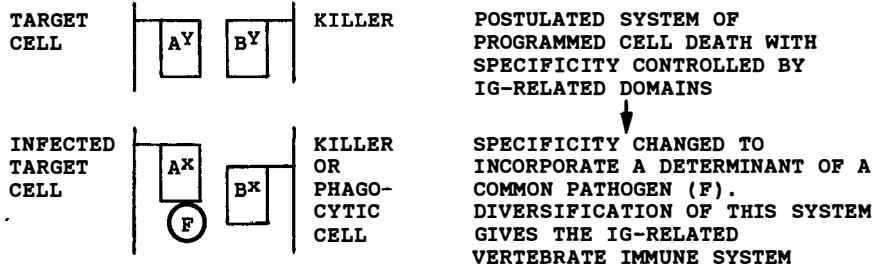 TARGET
CELL
A^Y
B^Y
KILLER
POSTULATED SYSTEM OF
PROGRAMMED CELL DEATH WITH
SPECIFICITY CONTROLLED BY
IG-RELATED DOMAINS
INFECTED
TARGET
CELL
A^X
F
B^X
KILLER
OR
PHAGO-
CYTIC
CELL
SPECIFICITY CHANGED TO
INCORPORATE A DETERMINANT OF A
COMMON PATHOGEN (F).
DIVERSIFICATION OF THIS SYSTEM
GIVES THE IG-RELATED
VERTEBRATE IMMUNE SYSTEM